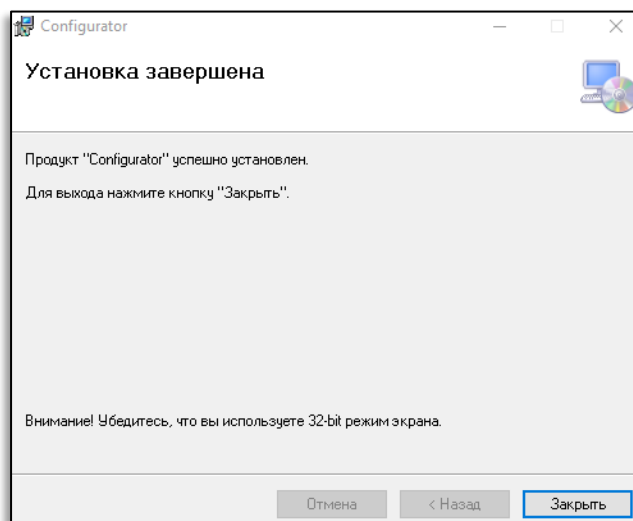 Configurator
Установка завершена
Продукт "Configurator" успешно установлен.
Для выхода нажмите кнопку "Закрыть".
Внимание! Убедитесь, что вы используете 32-bit режим экрана.
Отмена < Назад Закрыть